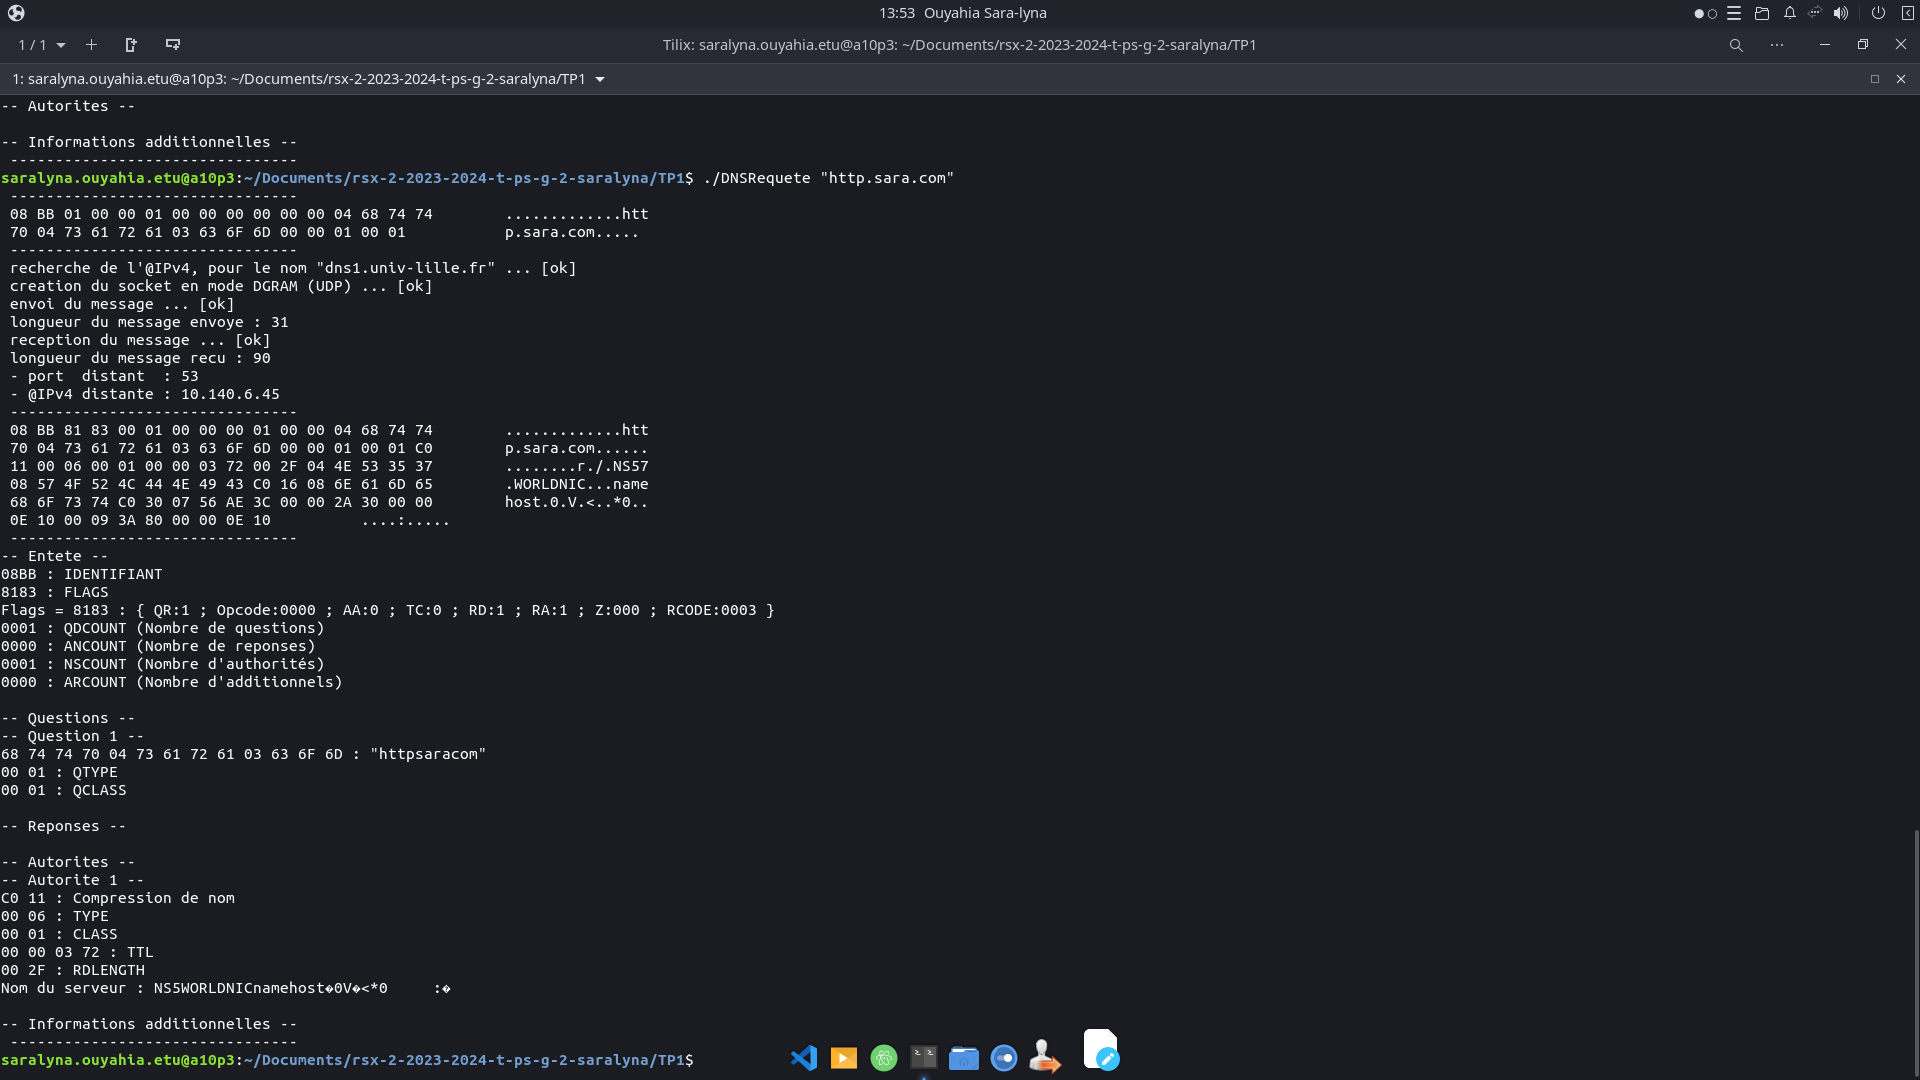 13:53 Ouyahia Sara-lyna
1 / 1
Tilix: saralyna.ouyahia.etu@a10p3: ~/Documents/rsx-2-2023-2024-t-ps-g-2-saralyna/TP1
1: saralyna.ouyahia.etu@a10p3: ~/Documents/rsx-2-2023-2024-t-ps-g-2-saralyna/TP1
-- Autorites --
-- Informations additionnelles --
--------------------------------
saralyna.ouyahia.etu@a10p3:~/Documents/rsx-2-2023-2024-t-ps-g-2-saralyna/TP1$ ./DNSRequete "http.sara.com"
--------------------------------
08 BB 01 00 00 01 00 00 00 00 00 00 04 68 74 74        .............htt
70 04 73 61 72 61 03 63 6F 6D 00 00 01 00 01           p.sara.com.....
--------------------------------
recherche de l'@IPv4, pour le nom "dns1.univ-lille.fr" ... [ok]
creation du socket en mode DGRAM (UDP) ... [ok]
envoi du message ... [ok]
longueur du message envoye : 31
reception du message ... [ok]
longueur du message recu : 90
- port  distant  : 53
- @IPv4 distante : 10.140.6.45
--------------------------------
08 BB 81 83 00 01 00 00 00 01 00 00 04 68 74 74        .............htt
70 04 73 61 72 61 03 63 6F 6D 00 00 01 00 01 C0        p.sara.com......
11 00 06 00 01 00 00 03 72 00 2F 04 4E 53 35 37        ........r./.NS57
08 57 4F 52 4C 44 4E 49 43 C0 16 08 6E 61 6D 65        .WORLDNIC...name
68 6F 73 74 C0 30 07 56 AE 3C 00 00 2A 30 00 00        host.0.V.<..*0..
0E 10 00 09 3A 80 00 00 0E 10          ....:.....
--------------------------------
-- Entete --
08BB : IDENTIFIANT
8183 : FLAGS
Flags = 8183 : { QR:1 ; Opcode:0000 ; AA:0 ; TC:0 ; RD:1 ; RA:1 ; Z:000 ; RCODE:0003 }
0001 : QDCOUNT (Nombre de questions)
0000 : ANCOUNT (Nombre de reponses)
0001 : NSCOUNT (Nombre d'authorités)
0000 : ARCOUNT (Nombre d'additionnels)
-- Questions --
-- Question 1 --
68 74 74 70 04 73 61 72 61 03 63 6F 6D : "httpsaracom"
00 01 : QTYPE
00 01 : QCLASS
-- Reponses --
-- Autorites --
-- Autorite 1 --
C0 11 : Compression de nom
00 06 : TYPE
00 01 : CLASS
00 00 03 72 : TTL
00 2F : RDLENGTH
Nom du serveur : NS5WORLDNICnamehost�0V�<*0     :�
-- Informations additionnelles --
--------------------------------
saralyna.ouyahia.etu@a10p3:~/Documents/rsx-2-2023-2024-t-ps-g-2-saralyna/TP1$